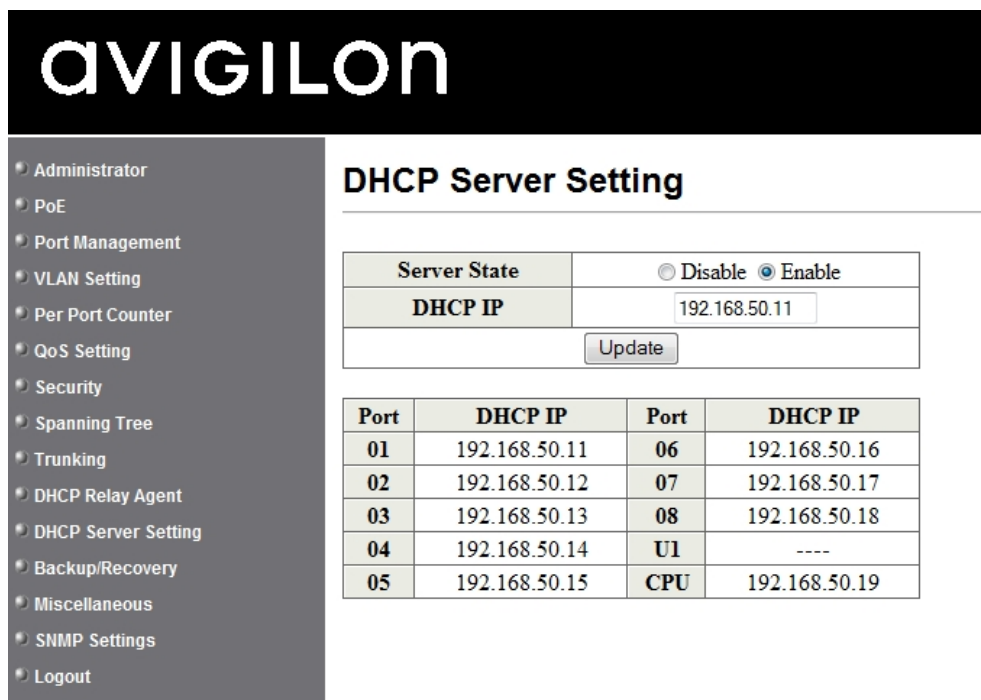 avigilon
Administrator
PoE
Port Management
VLAN Setting
Per Port Counter
QoS Setting
Security
Spanning Tree
Trunking
DHCP Relay Agent
DHCP Server Setting
Backup/Recovery
Miscellaneous
SNMP Settings
Logout
DHCP Server Setting
Server State Disable Enable
DHCP IP 192.168.50.11
Update
Port DHCP IP Port DHCP IP
01 192.168.50.11 06 192.168.50.16
02 192.168.50.12 07 192.168.50.17
03 192.168.50.13 08 192.168.50.18
04 192.168.50.14 U1 ----
05 192.168.50.15 CPU 192.168.50.19